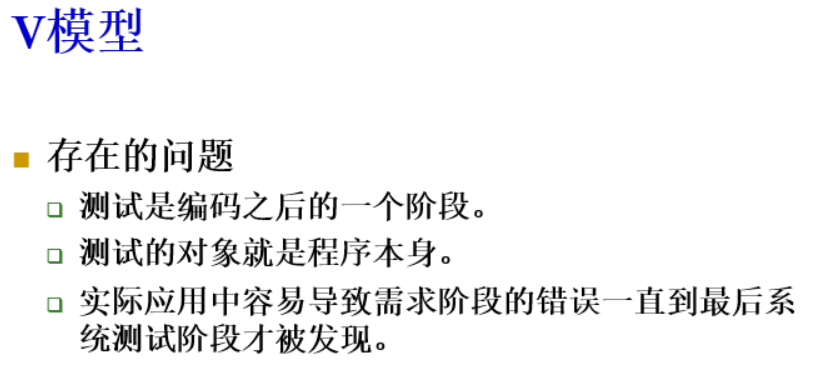 V模型
存在的问题
测试是编码之后的一个阶段。
测试的对象就是程序本身。
实际应用中容易导致需求阶段的错误一直到最后系
统测试阶段才被发现。